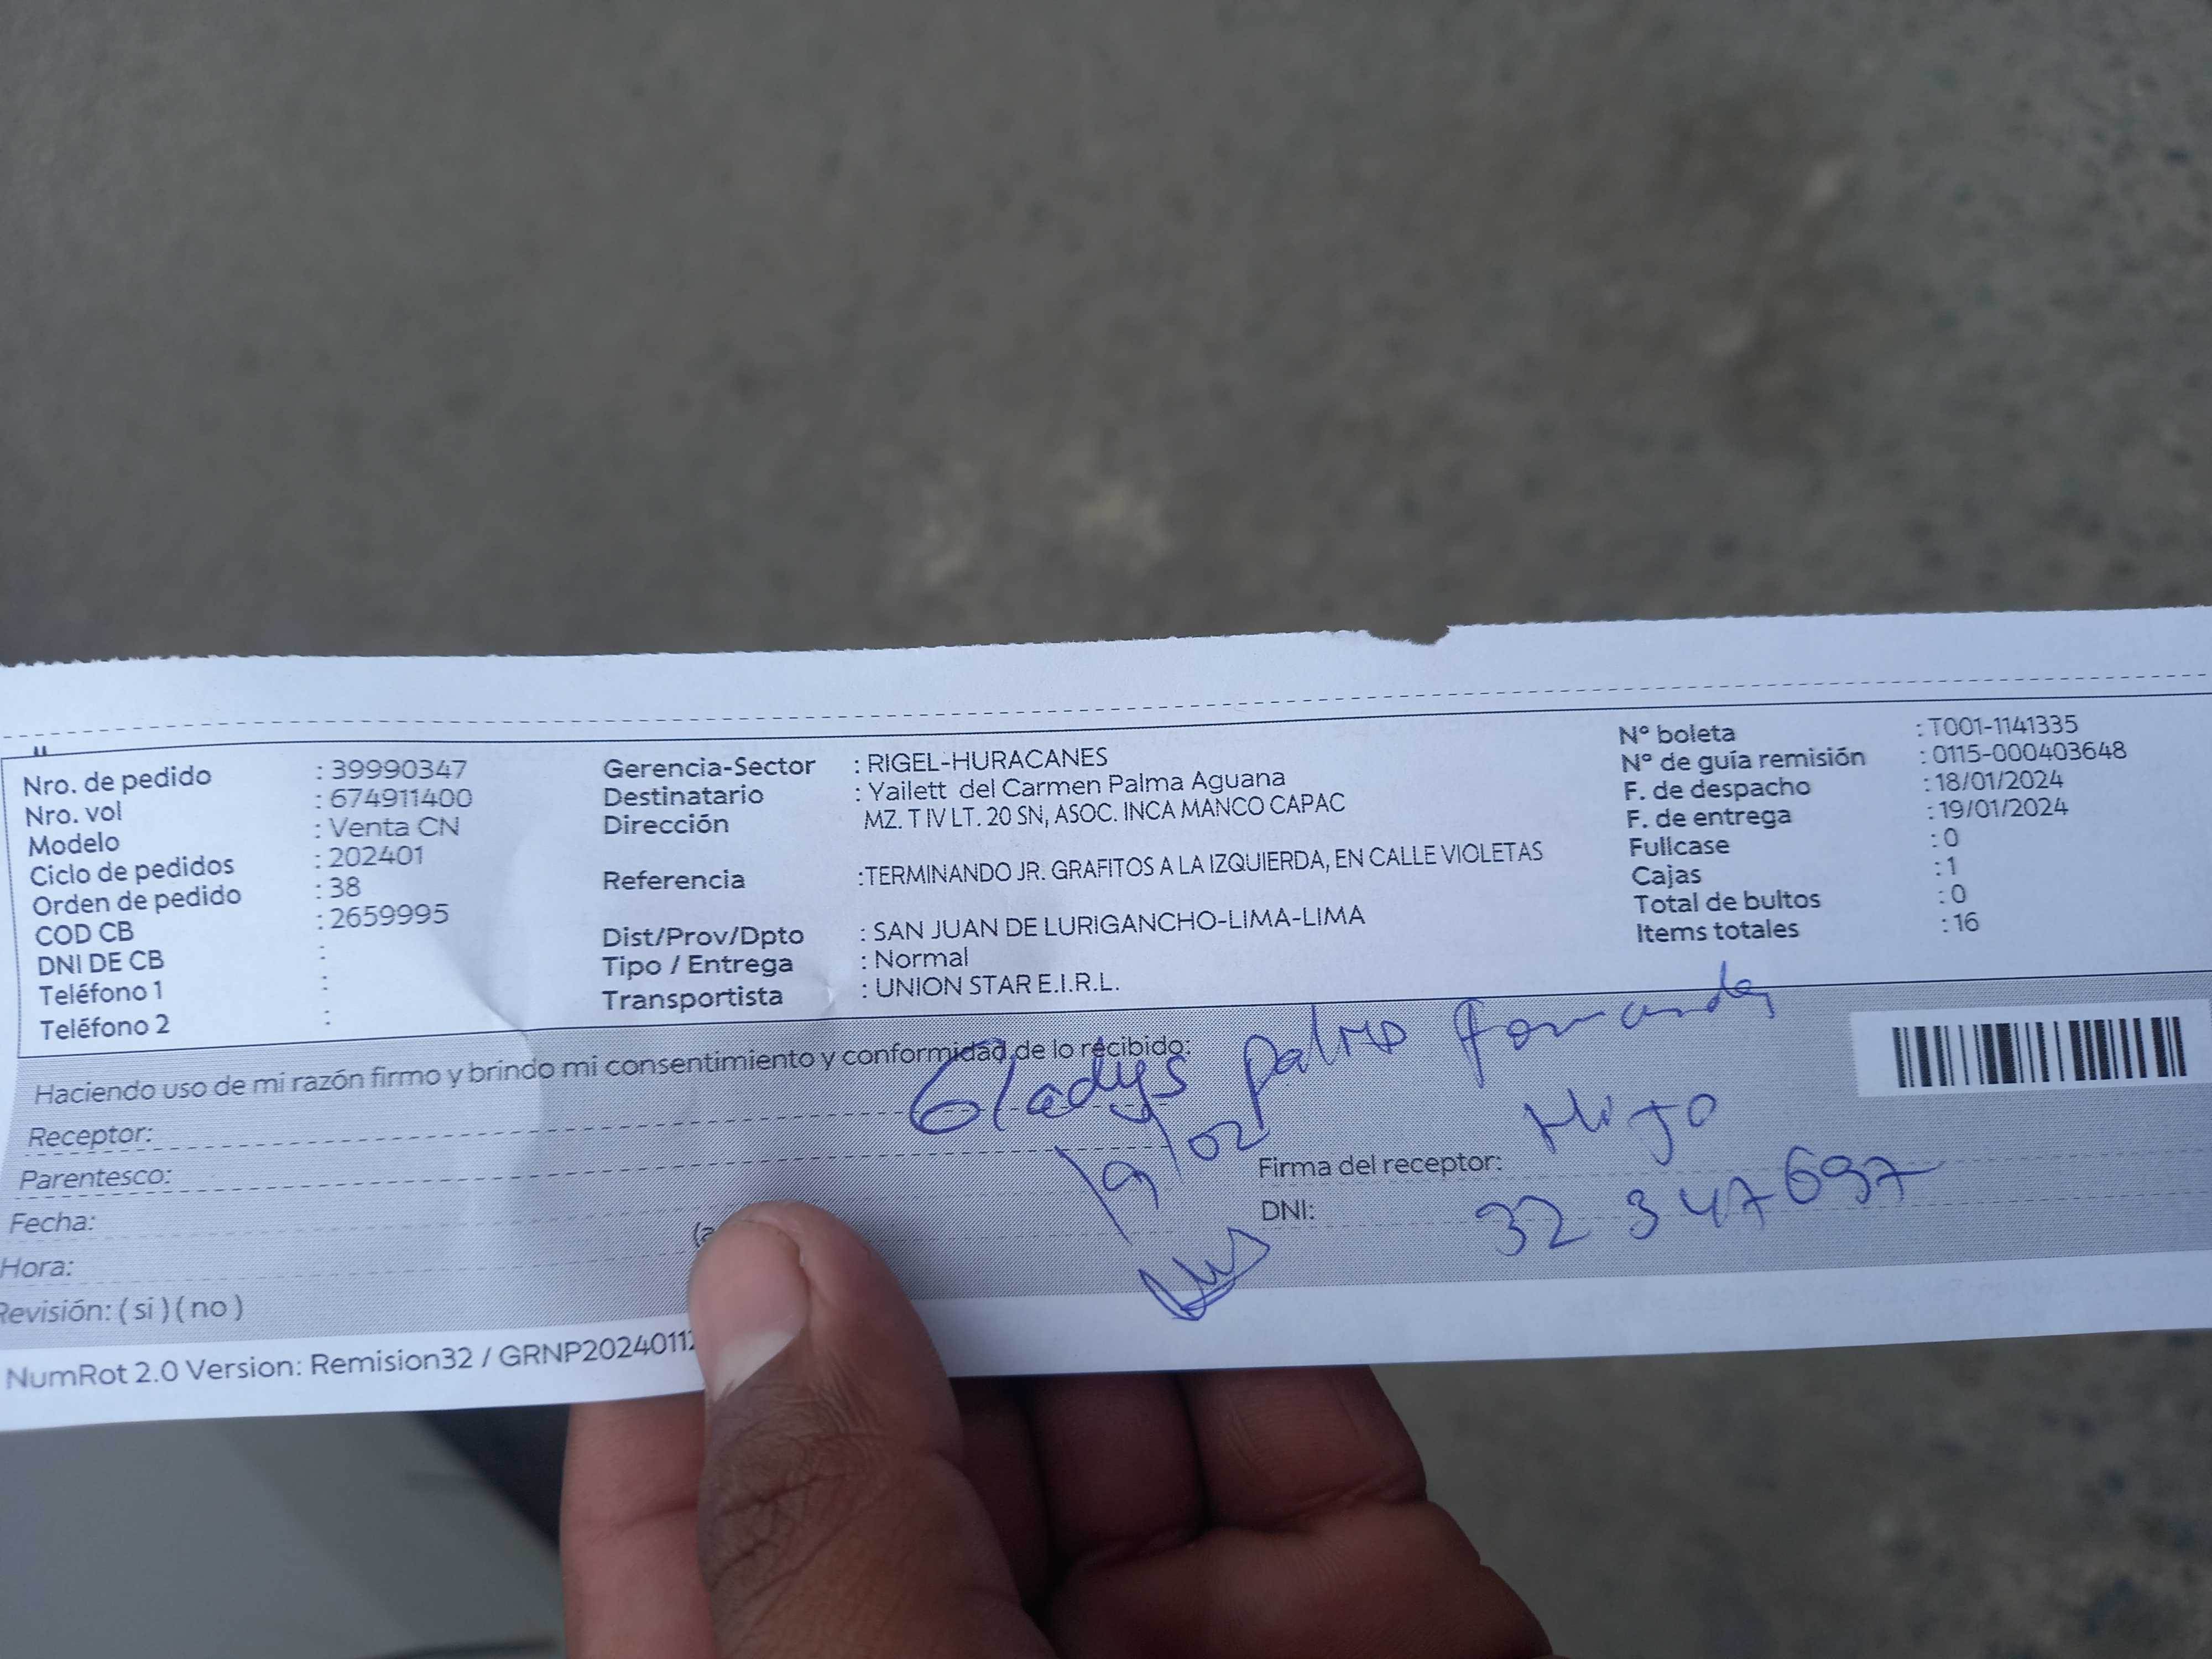 Nro. de pedido : 39990347
Nro. vol : 674911400
Modelo : Venta CN
Ciclo de pedidos : 202401
Orden de pedido : 38
COD CB : 2659995
DNI DE CB :
Teléfono 1 :
Teléfono 2 :
Gerencia-Sector : RIGEL-HURACANES
Destinatario : Yailett del Carmen Palma Aguana
Dirección MZ. T IV LT. 20 SN, ASOC. INCA MANCO CAPAC
Referencia :TERMINANDO JR. GRAFITOS A LA IZQUIERDA, EN CALLE VIOLETAS
Dist/Prov/Dpto : SAN JUAN DE LURIGANCHO-LIMA-LIMA
Tipo / Entrega : Normal
Transportista : UNION STAR E.I.R.L.
N° boleta : T001-1141335
N° de guía remisión : 0115-000403648
F. de despacho : 18/01/2024
F. de entrega : 19/01/2024
Fullcase : 0
Cajas : 1
Total de bultos : 0
Items totales : 16
Haciendo uso de mi razón firmo y brindo mi consentimiento y conformidad de lo recibido:
Receptor: Gladys
Parentesco:
Fecha: 19/02
Hora:
Revisión: ( si ) ( no )
Firma del receptor:
DNI: 32 347697
NumRot 2.0 Version: Remision32 / GRNP2024011